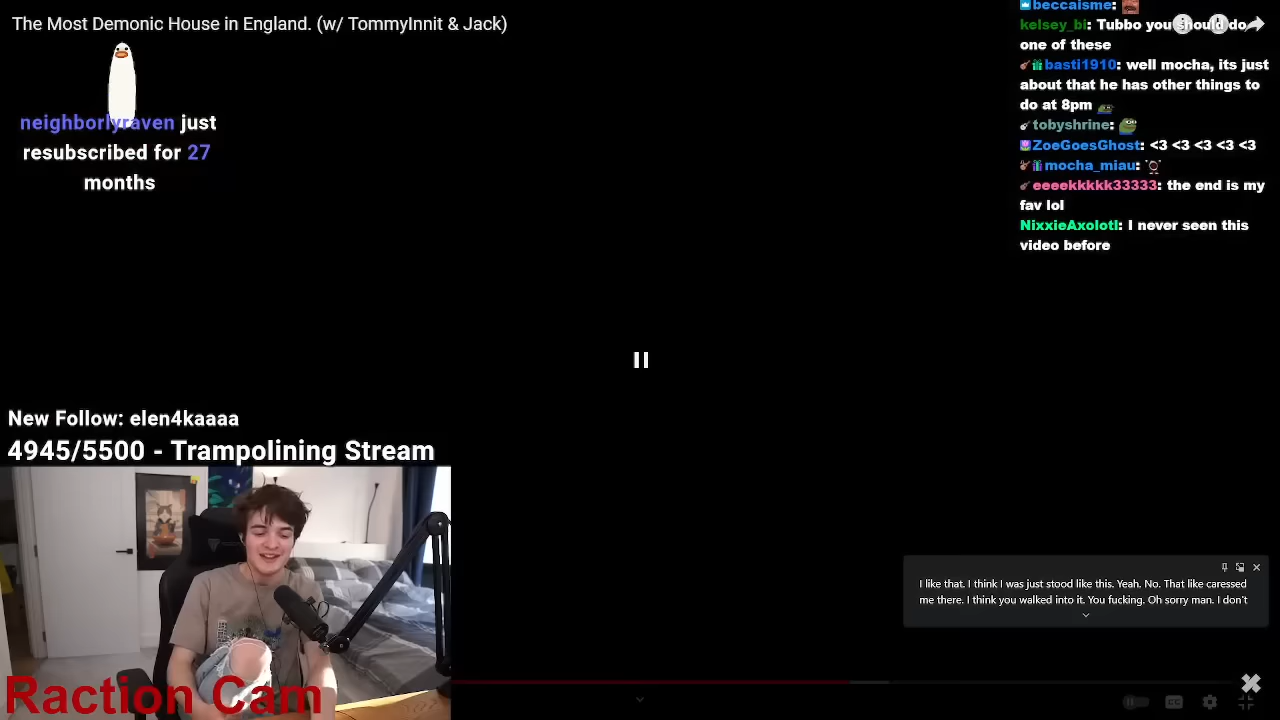 The Most Demonic House in England. (w/ TommyInnit & Jack)
neighborlyraven just
resubscribed for 27
months
beccaisme:
kelsey_bl: Tubbo you should do
one of these
basti1910: well mocha, its just
about that he has other things to
do at 8pm
tobyshrine:
ZoeGoesGhost: <3 <3 <3 <3 <3
mocha_miau:
eeeekkkkk33333: the end is my
fav lol
NixxieAxolotl: I never seen this
video before
New Follow: elen4kaaaa
4945/5500 - Trampolining Stream
I like that. I think I was just stood like this. Yeah. No. That like caressed
me there. I think you walked into it. You fucking. Oh sorry man. I don't
Raction Cam
CC